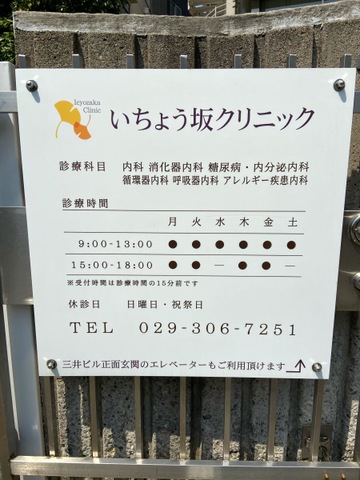 Icyozaka
Clinic
いちょう坂クリニック
診療科目 内科 消化器内科 糖尿病・内分泌内科
循環器内科 呼吸器内科 アレルギー疾患内科
診療時間
月 火 水 木 金 土
9:00-13:00 ● ● ● ● ● ●
15:00-18:00 ● ● — ● ● —
※受付時間は診療時間の15分前です
休診日 日曜日・祝祭日
TEL 029-306-7251
三井ビル正面玄関のエレベーターもご利用頂けます